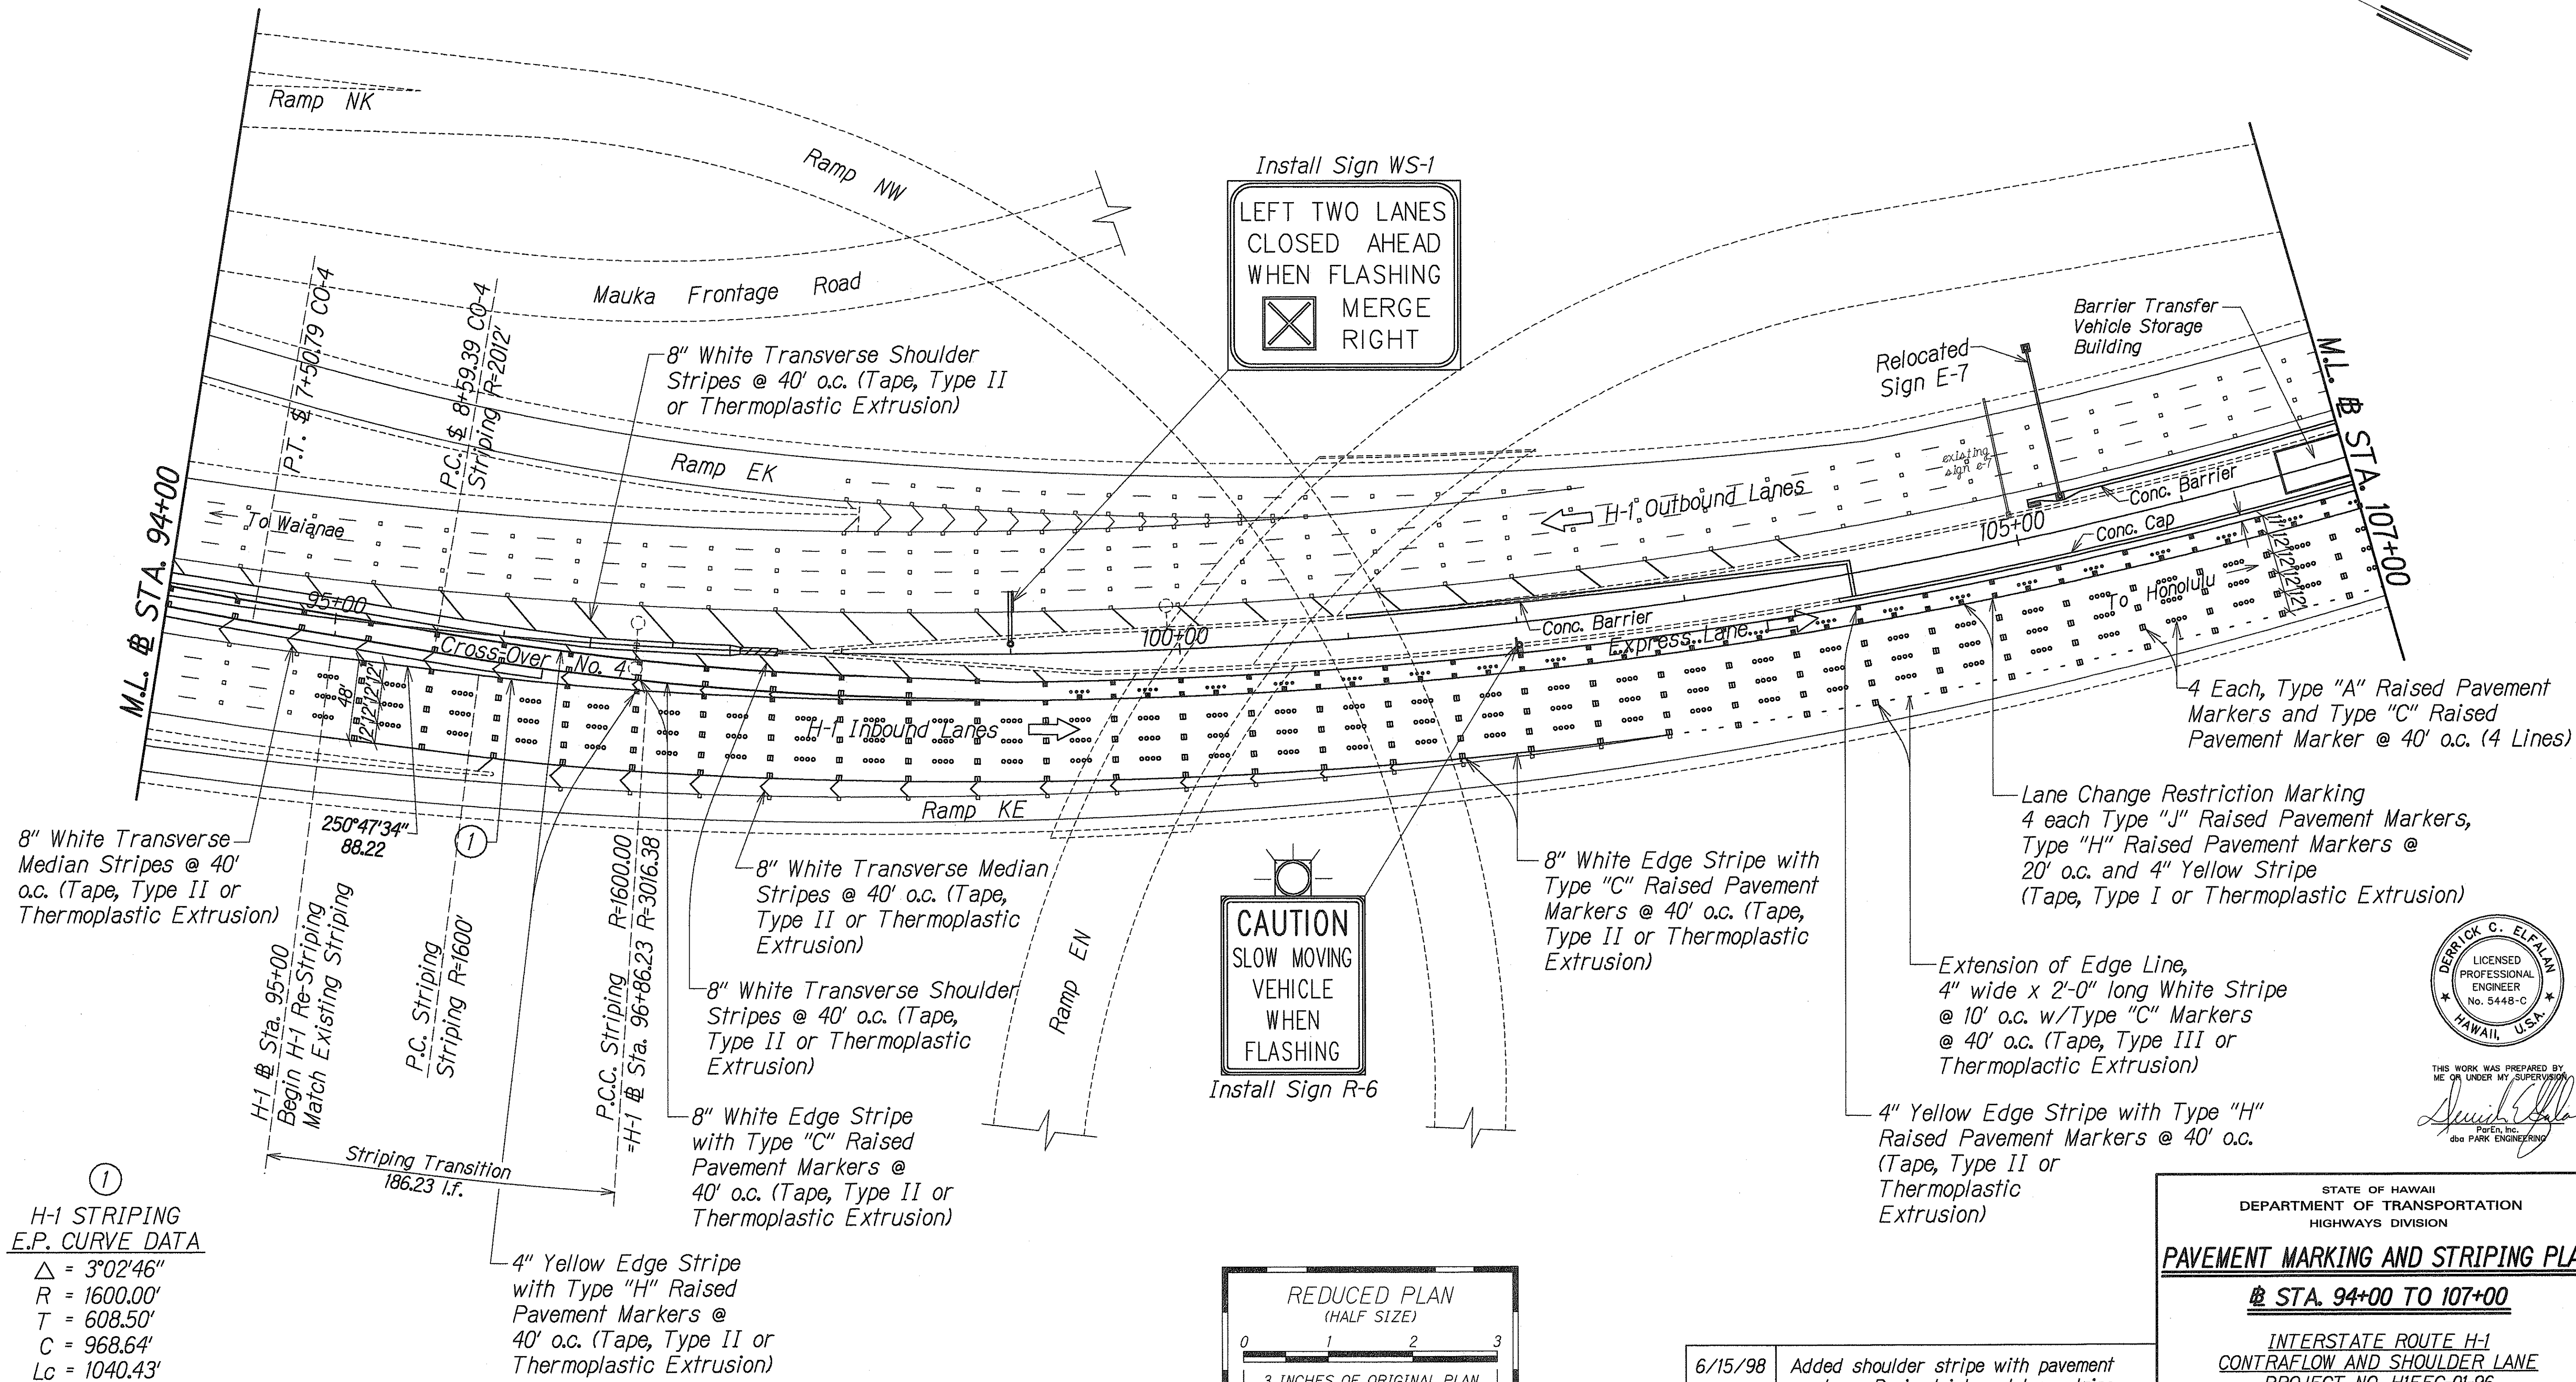 Ramp NK
Ramp NW
Mauka Frontage Road
Install Sign WS-1
LEFT TWO LANES
CLOSED AHEAD
WHEN FLASHING
MERGE
RIGHT
P.T. 7+50.79 CO-4
P.C. 8+59.39 CO-4
Striping R=2012'
8" White Transverse Shoulder
Stripes @ 40' o.c. (Tape, Type II
or Thermoplastic Extrusion)
Barrier Transfer
Vehicle Storage
Building
Relocated
Sign E-7
existing
sign e-7
Ramp EK
M.L. ℄ STA. 94+00
M.L. ℄ STA. 107+00
To Waianae
H-1 Outbound Lanes
Conc. Barrier
105+00
Conc. Cap
95+00
100+00
Conc. Barrier
Express Lane
To Honolulu
Cross-Over No. 4
48'
12' 12' 12' 12'
H-1 Inbound Lanes
Ramp KE
4 Each, Type "A" Raised Pavement
Markers and Type "C" Raised
Pavement Marker @ 40' o.c. (4 Lines)
Lane Change Restriction Marking
4 each Type "J" Raised Pavement Markers,
Type "H" Raised Pavement Markers @
20' o.c. and 4" Yellow Stripe
(Tape, Type I or Thermoplastic Extrusion)
8" White Transverse
Median Stripes @ 40'
o.c. (Tape, Type II or
Thermoplastic Extrusion)
250°47'34"
88.22
1
H-1 ℄ Sta. 95+00
Begin H-1 Re-Striping
Match Existing Striping
P.C. Striping
Striping R=1600'
P.C.C. Striping R=1600.00
=H-1 ℄ Sta. 96+86.23 R=3016.38
8" White Transverse Median
Stripes @ 40' o.c. (Tape,
Type II or Thermoplastic
Extrusion)
8" White Transverse Shoulder
Stripes @ 40' o.c. (Tape,
Type II or Thermoplastic
Extrusion)
Ramp EN
CAUTION
SLOW MOVING
VEHICLE
WHEN
FLASHING
Install Sign R-6
8" White Edge Stripe with
Type "C" Raised Pavement
Markers @ 40' o.c. (Tape,
Type II or Thermoplastic
Extrusion)
Extension of Edge Line,
4" wide x 2'-0" long White Stripe
@ 10' o.c. w/Type "C" Markers
@ 40' o.c. (Tape, Type III or
Thermoplactic Extrusion)
DERRICK C. ELFALAN
LICENSED
PROFESSIONAL
ENGINEER
No. 5448-C
HAWAII, U.S.A.
THIS WORK WAS PREPARED BY
ME OR UNDER MY SUPERVISION
ParEn, Inc.
dba PARK ENGINEERING
8" White Edge Stripe
with Type "C" Raised
Pavement Markers @
40' o.c. (Tape, Type II or
Thermoplastic Extrusion)
4" Yellow Edge Stripe with Type "H"
Raised Pavement Markers @ 40' o.c.
(Tape, Type II or
Thermoplastic
Extrusion)
Striping Transition
186.23 l.f.
4" Yellow Edge Stripe
with Type "H" Raised
Pavement Markers @
40' o.c. (Tape, Type II or
Thermoplastic Extrusion)
1
H-1 STRIPING
E.P. CURVE DATA
△ = 3°02'46"
R = 1600.00'
T = 608.50'
C = 968.64'
Lc = 1040.43'
REDUCED PLAN
(HALF SIZE)
0 1 2 3
3 INCHES OF ORIGINAL PLAN
6/15/98 Added shoulder stripe with pavement
STATE OF HAWAII
DEPARTMENT OF TRANSPORTATION
HIGHWAYS DIVISION
PAVEMENT MARKING AND STRIPING PLA
℄ STA. 94+00 TO 107+00
INTERSTATE ROUTE H-1
CONTRAFLOW AND SHOULDER LANE